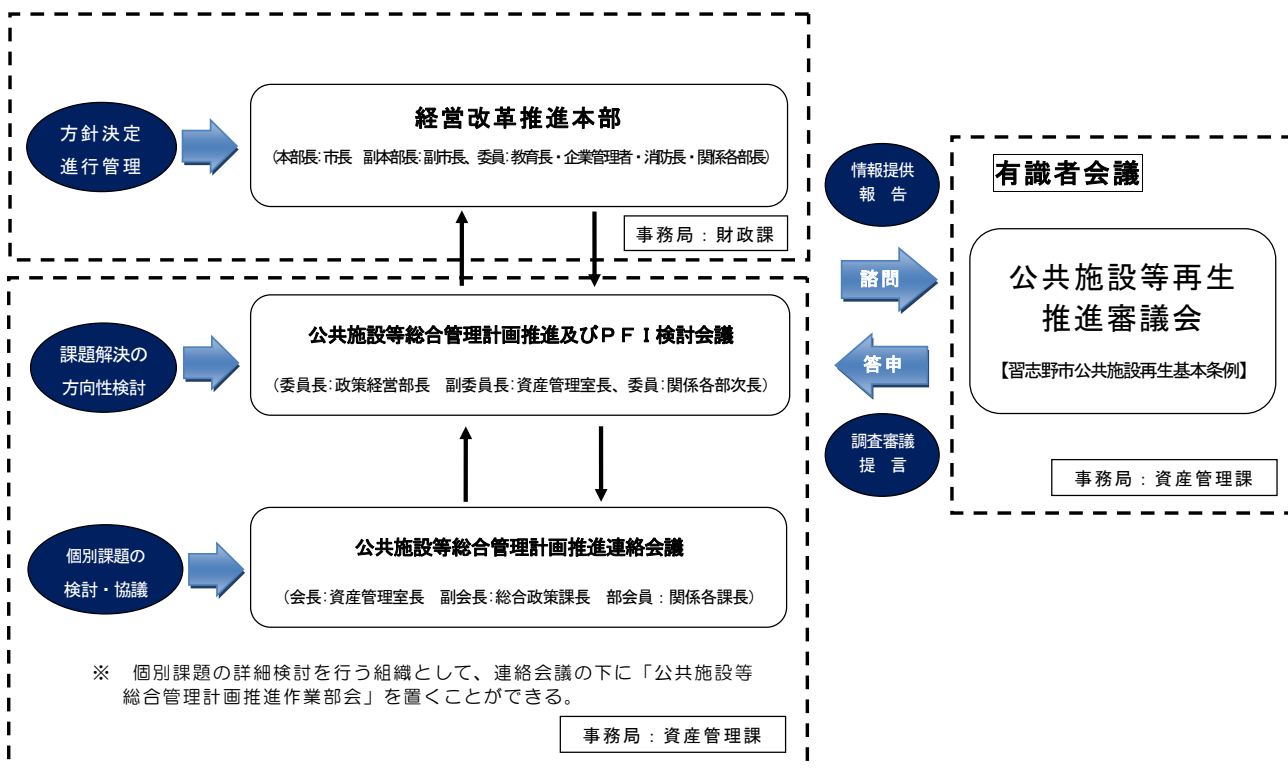 方針決定
進行管理
経営改革推進本部
(本部長:市長　副本部長:副市長、委員:教育長・企業管理者・消防長・関係各部長)
事務局：財政課
課題解決の
方向性検討
公共施設等総合管理計画推進及びＰＦＩ検討会議
(委員長:政策経営部長　副委員長:資産管理室長、委員:関係各部次長)
個別課題の
検討・協議
公共施設等総合管理計画推進連絡会議
(会長:資産管理室長　副会長:総合政策課長　部会員：関係各課長)
※　個別課題の詳細検討を行う組織として、連絡会議の下に「公共施設等
総合管理計画推進作業部会」を置くことができる。
事務局：資産管理課
情報提供
報　告
諮問
答申
調査審議
提　言
有識者会議
公共施設等再生
推進審議会
【習志野市公共施設再生基本条例】
事務局：資産管理課